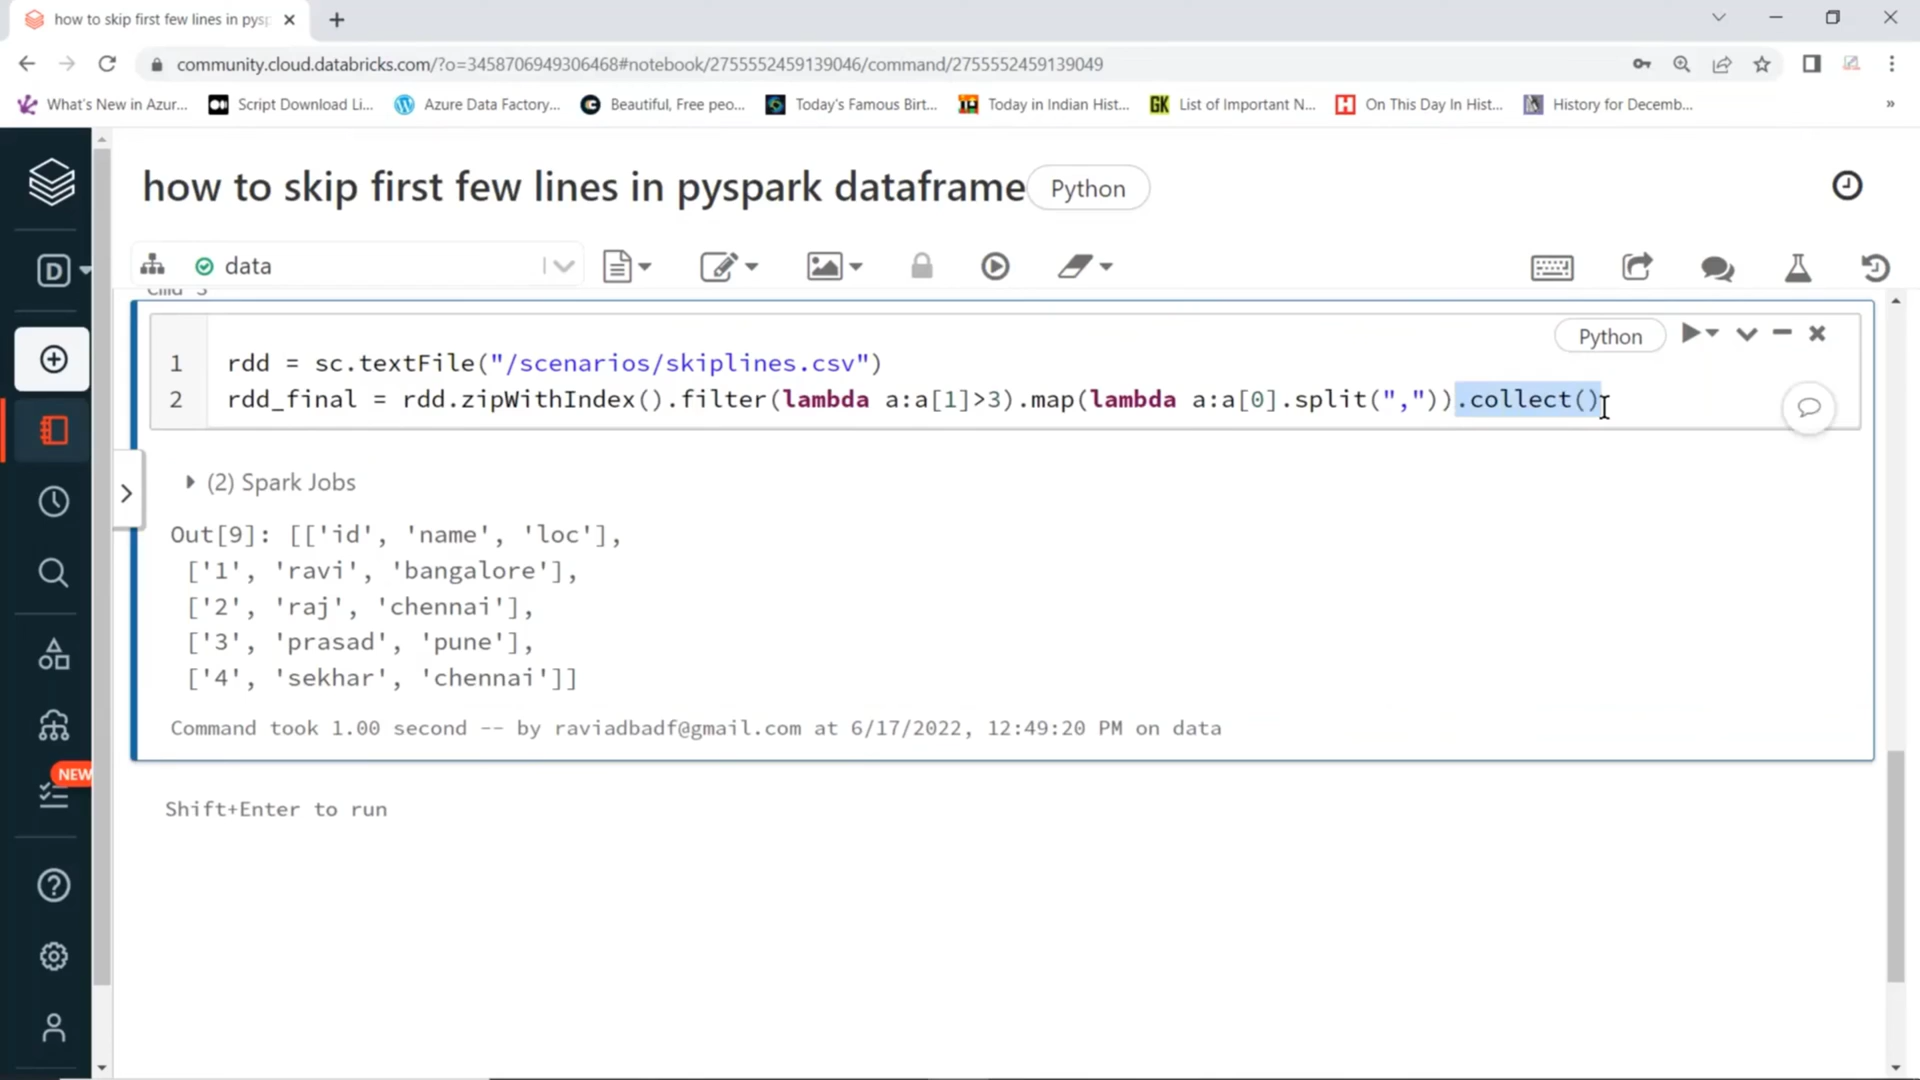 how to skip first few lines in pysp
community.cloud.databricks.com/?o=3458706949306468#notebook/2755552459139046/command/2755552459139049
What's New in Azur... Script Download Li... Azure Data Factory... Beautiful, Free peo... Today's Famous Birt... Today in Indian Hist... GK List of Important N... H On This Day In Hist... History for Decemb... »
how to skip first few lines in pyspark dataframe Python
D
data
Cmd 3
Python
1 rdd = sc.textFile("/scenarios/skiplines.csv")
2 rdd_final = rdd.zipWithIndex().filter(lambda a:a[1]>3).map(lambda a:a[0].split(",")).collect()
(2) Spark Jobs
Out[9]: [['id', 'name', 'loc'],
['1', 'ravi', 'bangalore'],
['2', 'raj', 'chennai'],
['3', 'prasad', 'pune'],
['4', 'sekhar', 'chennai']]
Command took 1.00 second -- by raviadbadf@gmail.com at 6/17/2022, 12:49:20 PM on data
NEW
Shift+Enter to run